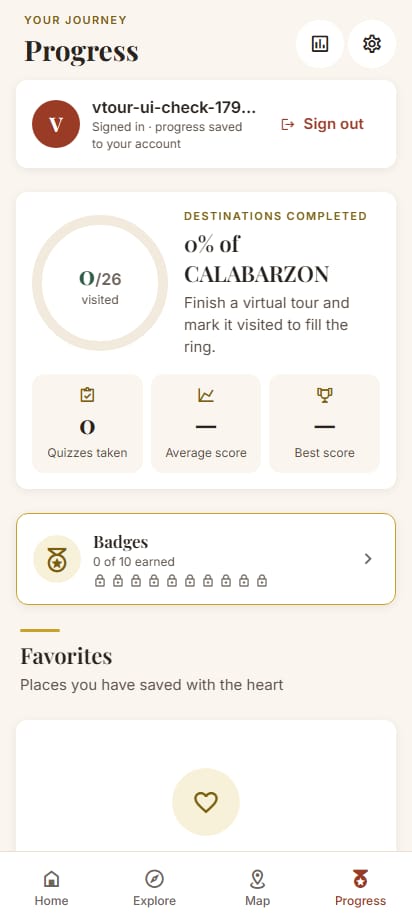 YOUR JOURNEY
Progress
V
vtour-ui-check-179...
Signed in · progress saved
to your account
Sign out
0/26
visited
DESTINATIONS COMPLETED
0% of
CALABARZON
Finish a virtual tour and
mark it visited to fill the
ring.
0
Quizzes taken
—
Average score
—
Best score
Badges
0 of 10 earned
Favorites
Places you have saved with the heart
Home
Explore
Map
Progress